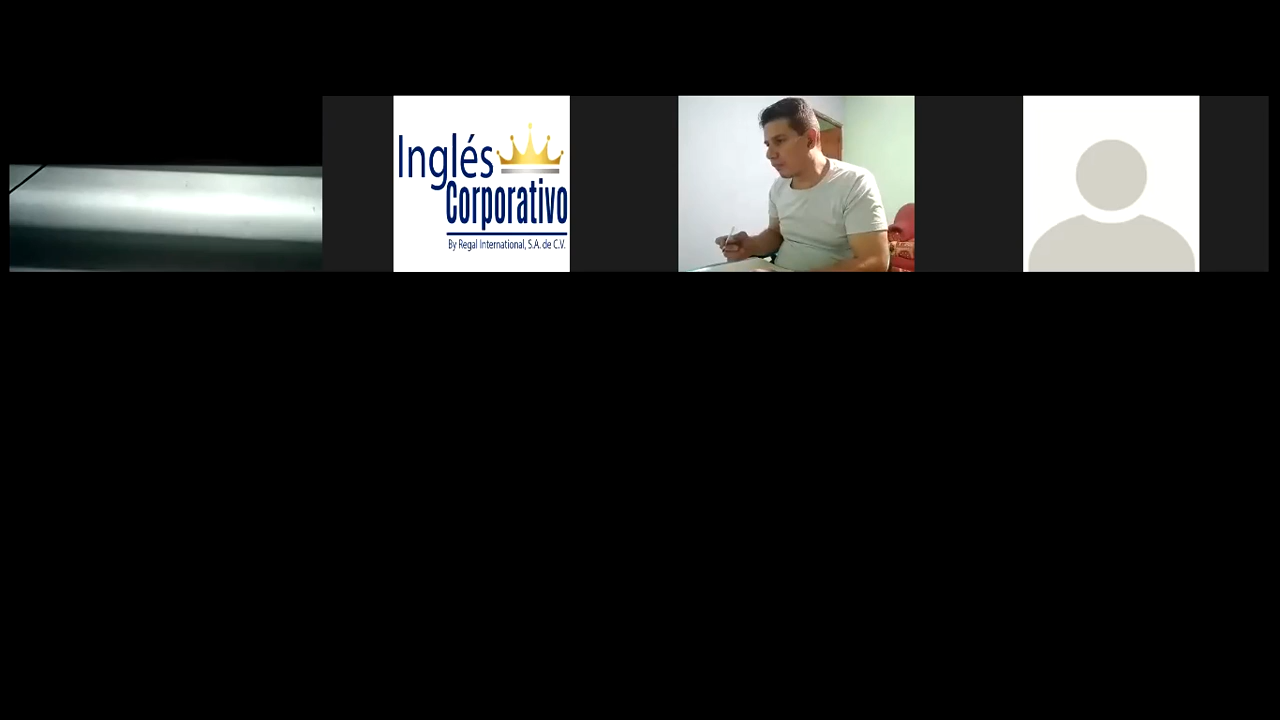 Inglés
Corporativo
By Regal International, S.A. de C.V.